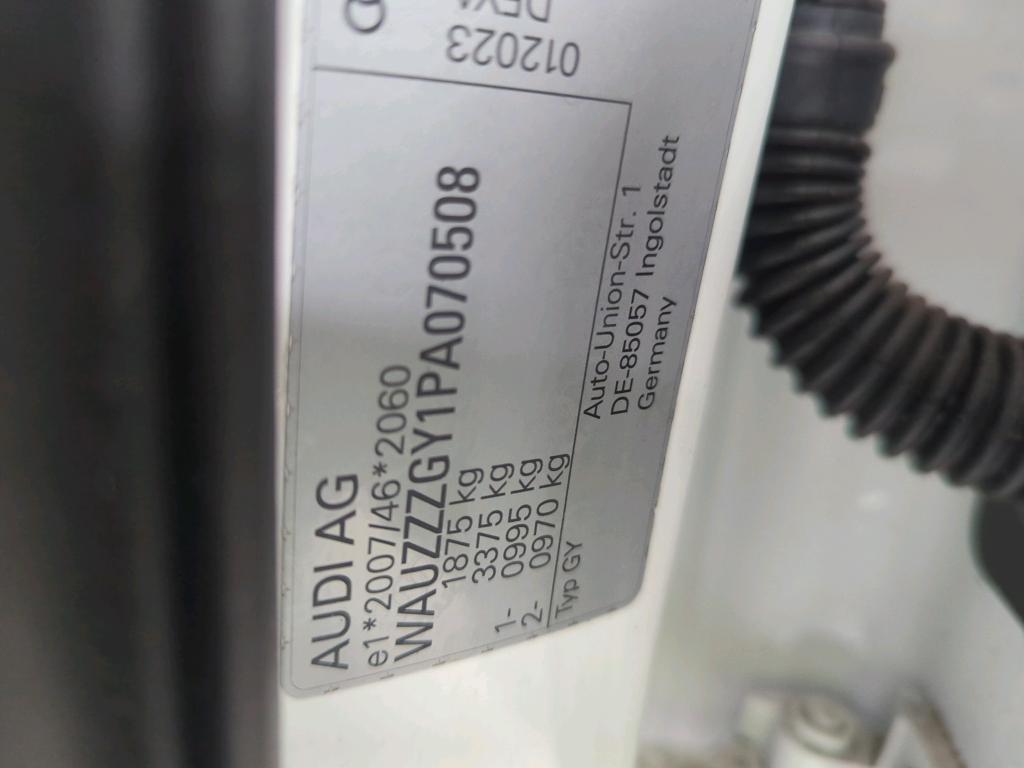 AUDI AG
e1*2007/46*2060
WAUZZZGY1PA070508
1875 kg
3375 kg
1- 0995 kg
2- 0970 kg
Typ GY
Auto-Union-Str. 1
DE-85057 Ingolstadt
Germany
012023